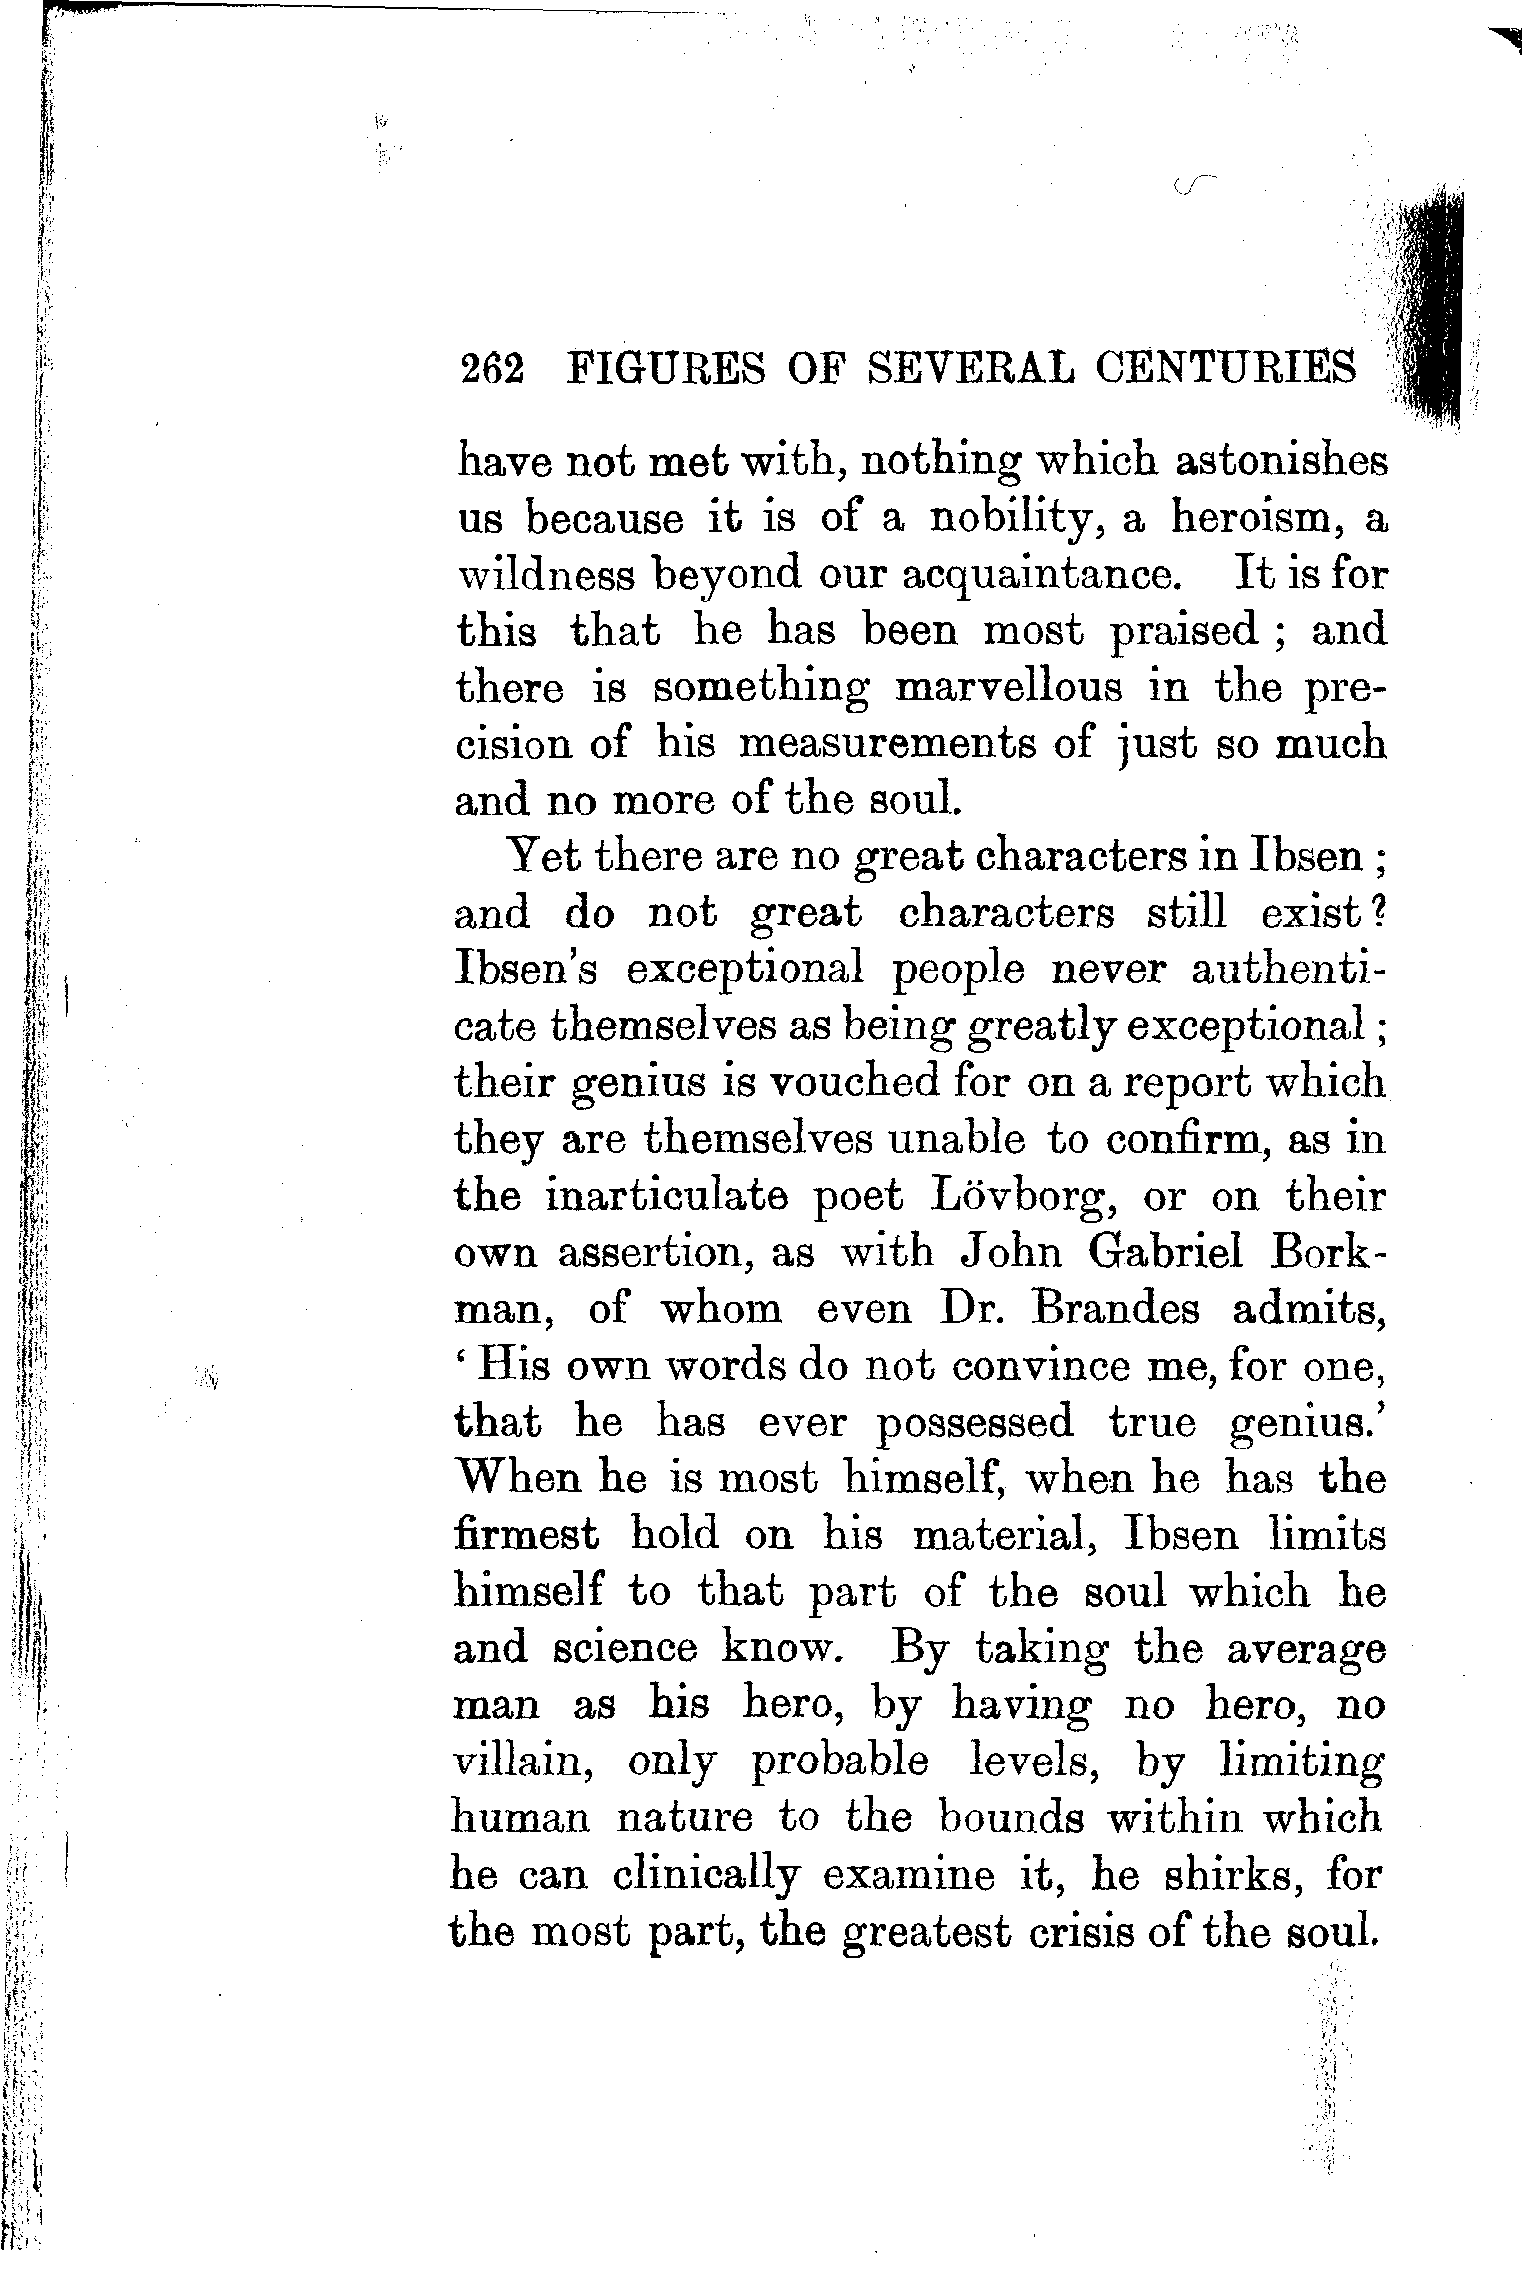 262 FIGURES OF SEVERAL CENTURIES
have not met with, nothing which astonishes
us because it is of a nobility, a heroism, a
wildness beyond our acquaintance. It is for
this that he has been most praised ; and
there is something marvellous in the pre-
cision of his measurements of just so much
and no more of the soul.
Yet there are no great characters in Ibsen ;
and do not great characters still exist?
Ibsen's exceptional people never authenti-
cate themselves as being greatly exceptional ;
their genius is vouched for on a report which
they are themselves unable to confirm, as in
the inarticulate poet Lövborg, or on their
own assertion, as with John Gabriel Bork-
man, of whom even Dr. Brandes admits,
‘ His own words do not convince me, for one,
that he has ever possessed true genius.’
When he is most himself, when he has the
firmest hold on his material, Ibsen limits
himself to that part of the soul which he
and science know. By taking the average
man as his hero, by having no hero, no
villain, only probable levels, by limiting
human nature to the bounds within which
he can clinically examine it, he shirks, for
the most part, the greatest crisis of the soul.